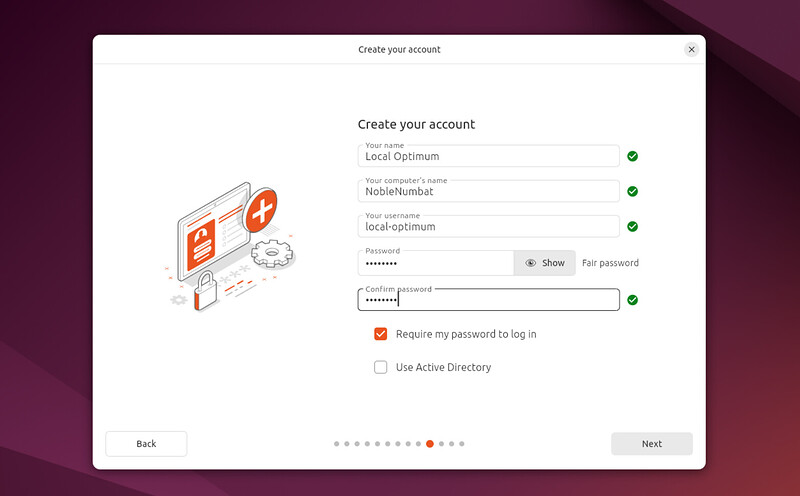 Create your account
Create your account
Your name
Local Optimum
Your computer's name
NobleNumbat
Your username
local-optimum
Password
•••••••• Show Fair password
Confirm password
••••••••
Require my password to log in
Use Active Directory
Back Next